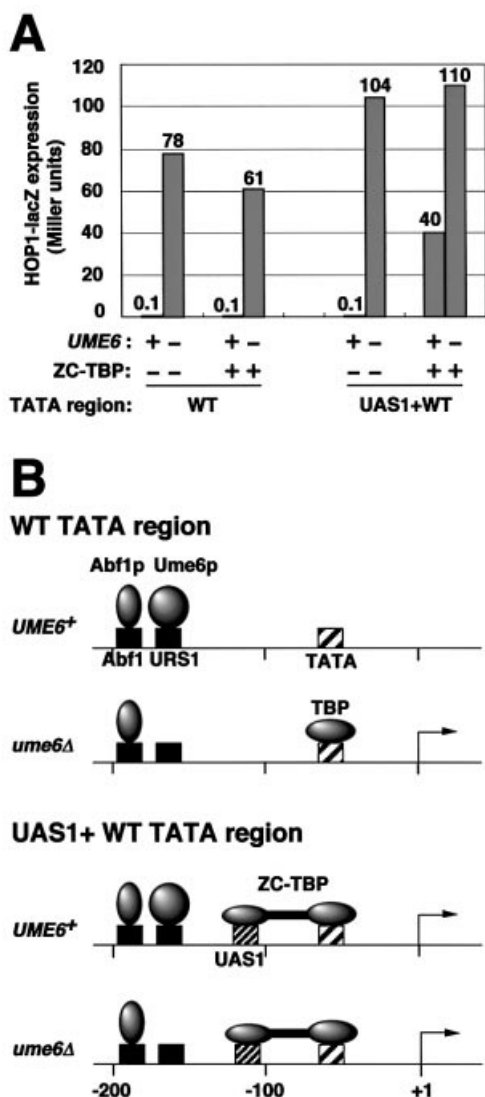 A
HOP1-lacZ expression
(Miller units)
120
100
80
60
40
20
0
0.1 78 0.1 61 0.1 104 40 110
UME6 : + – + – + – + –
ZC-TBP: – – + + – – + +
TATA region: WT UAS1+WT
B
WT TATA region
Abf1p Ume6p
UME6+
Abf1 URS1 TATA
TBP
ume6Δ
UAS1+ WT TATA region
ZC-TBP
UME6+
UAS1
ume6Δ
-200 -100 +1